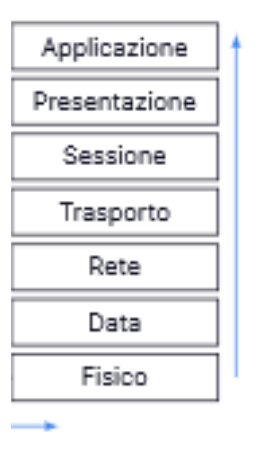 Applicazione
Presentazione
Sessione
Trasporto
Rete
Data
Fisico